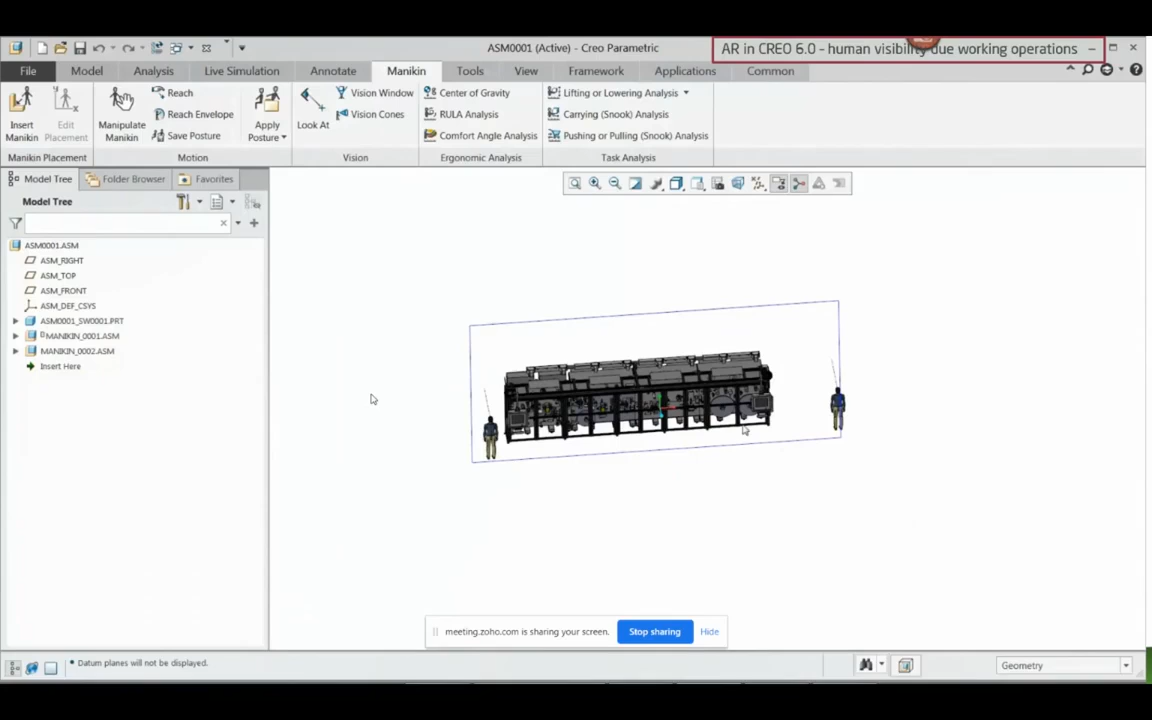 ASM0001 (Active) - Creo Parametric
AR in CREO 6.0 - human visibility due working operations
File
Model
Analysis
Live Simulation
Annotate
Manikin
Tools
View
Framework
Applications
Common
Insert
Manikin
Edit
Placement
Manipulate
Manikin
Reach
Reach Envelope
Save Posture
Apply
Posture
Look At
Vision Window
Vision Cones
Center of Gravity
RULA Analysis
Comfort Angle Analysis
Lifting or Lowering Analysis
Carrying (Snook) Analysis
Pushing or Pulling (Snook) Analysis
Manikin Placement
Motion
Vision
Ergonomic Analysis
Task Analysis
Model Tree
Folder Browser
Favorites
Model Tree
ASM0001.ASM
ASM_RIGHT
ASM_TOP
ASM_FRONT
ASM_DEF_CSYS
ASM0001_SW0001.PRT
MANIKIN_0001.ASM
MANIKIN_0002.ASM
Insert Here
meeting.zoho.com is sharing your screen.
Stop sharing
Hide
Datum planes will not be displayed.
Geometry